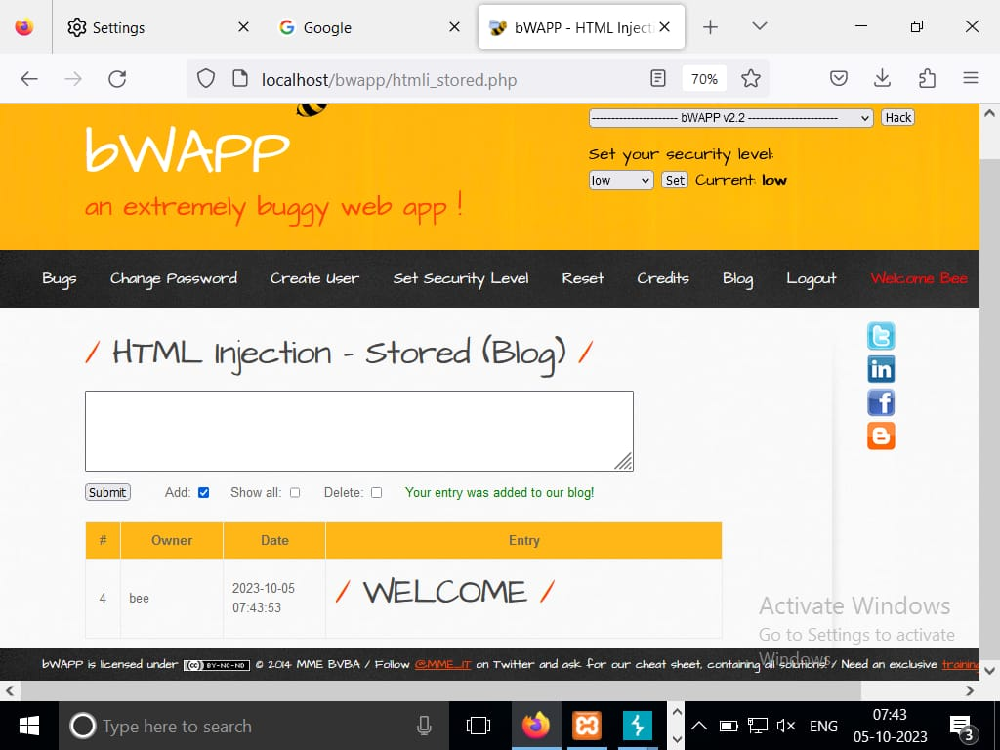 Settings
Google
bWAPP - HTML Inject
localhost/bwapp/htmli_stored.php
70%
bWAPP
an extremely buggy web app !
---------------------- bWAPP v2.2 -----------------------
Hack
Set your security level:
low
Set
Current: low
Bugs
Change Password
Create User
Set Security Level
Reset
Credits
Blog
Logout
Welcome Bee
/ HTML Injection - Stored (Blog) /
Submit
Add:
Show all:
Delete:
Your entry was added to our blog!
# Owner Date Entry
4 bee 2023-10-05
07:43:53
/ WELCOME /
Activate Windows
Go to Settings to activate
Windows.
bWAPP is licensed under (cc) BY-NC-ND © 2014 MME BVBA / Follow @MME_IT on Twitter and ask for our cheat sheet, containing all solutions! / Need an exclusive training
Type here to search
ENG
07:43
05-10-2023
3